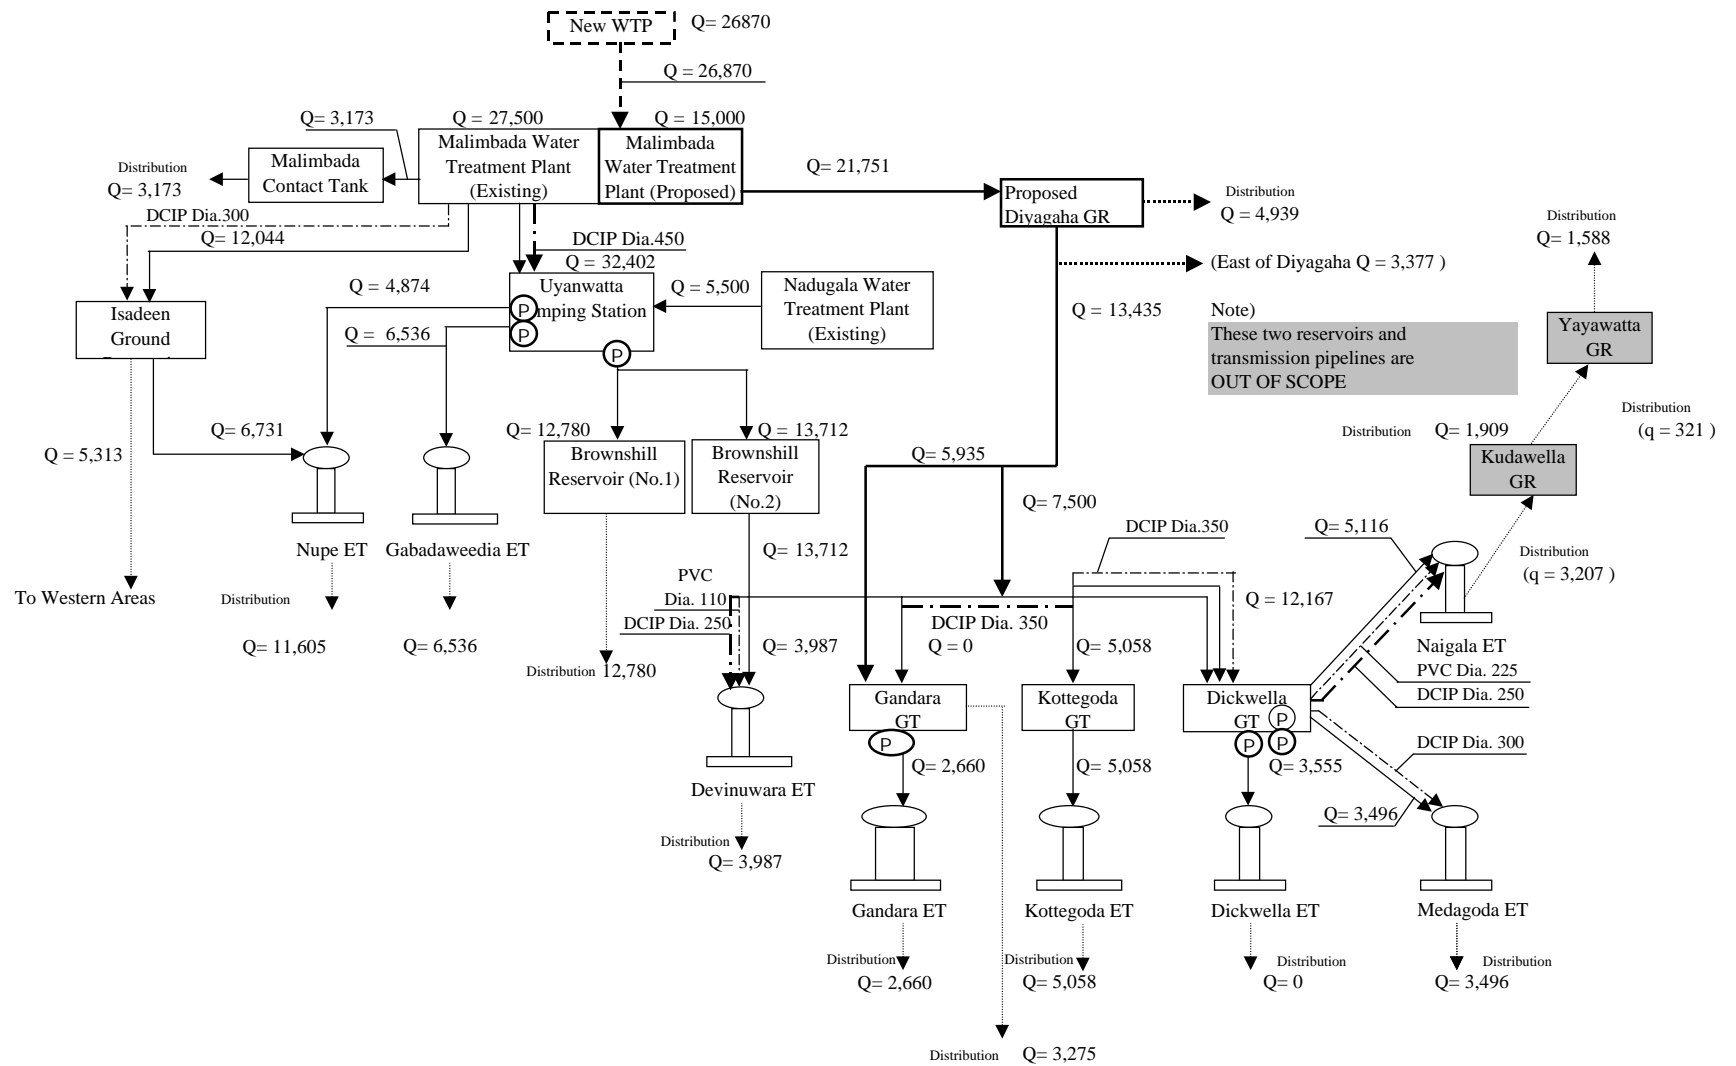 New WTP
Q= 26870
Q = 26,870
Q= 3,173
Q = 27,500
Q = 15,000
Distribution
Q= 3,173
Malimbada
Contact Tank
Malimbada Water
Treatment Plant
(Existing)
Malimbada
Water Treatment
Plant (Proposed)
Q= 21,751
Proposed
Diyagaha GR
Distribution
Q = 4,939
Distribution
Q= 1,588
DCIP Dia.300
Q= 12,044
DCIP Dia.450
Q = 32,402
(East of Diyagaha Q = 3,377 )
Q = 4,874
Uyanwatta
mping Station
P
P
P
Q = 5,500
Nadugala Water
Treatment Plant
(Existing)
Q = 13,435
Note)
These two reservoirs and
transmission pipelines are
OUT OF SCOPE
Yayawatta
GR
Isadeen
Ground
Q = 6,536
Distribution
(q = 321 )
Q = 5,313
Q= 6,731
Q= 12,780
Q = 13,712
Q= 5,935
Distribution
Q= 1,909
Kudawella
GR
Brownshill
Reservoir (No.1)
Brownshill
Reservoir
(No.2)
Q= 7,500
DCIP Dia.350
Q= 5,116
Nupe ET
Gabadaweedia ET
Q= 13,712
Distribution
(q = 3,207 )
To Western Areas
Distribution
Q= 11,605
Q= 6,536
PVC
Dia. 110
DCIP Dia. 250
Q= 3,987
DCIP Dia. 350
Q = 0
Q= 5,058
Q = 12,167
Naigala ET
PVC Dia. 225
DCIP Dia. 250
Distribution
12,780
Gandara
GT
P
Kottegoda
GT
Dickwella
GT
P
P
P
DCIP Dia. 300
Devinuwara ET
Q= 2,660
Q= 5,058
Q= 3,555
Q= 3,496
Distribution
Q= 3,987
Gandara ET
Kottegoda ET
Dickwella ET
Medagoda ET
Distribution
Q= 2,660
Distribution
Q= 5,058
Distribution
Q= 0
Distribution
Q= 3,496
Distribution
Q= 3,275